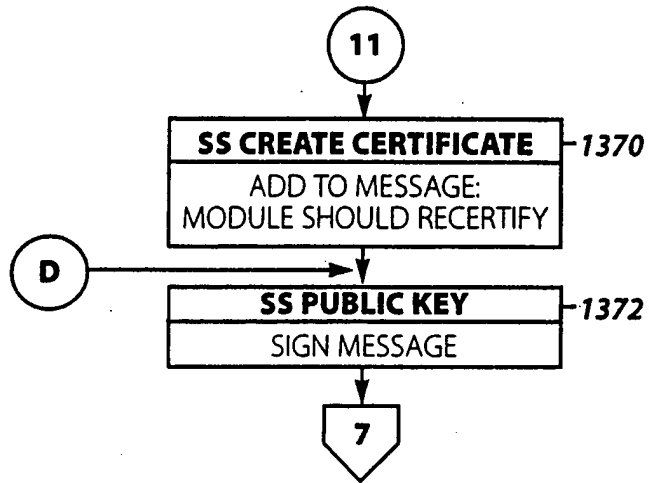 11
SS CREATE CERTIFICATE
1370
ADD TO MESSAGE:
MODULE SHOULD RECERTIFY
D
SS PUBLIC KEY
1372
SIGN MESSAGE
7